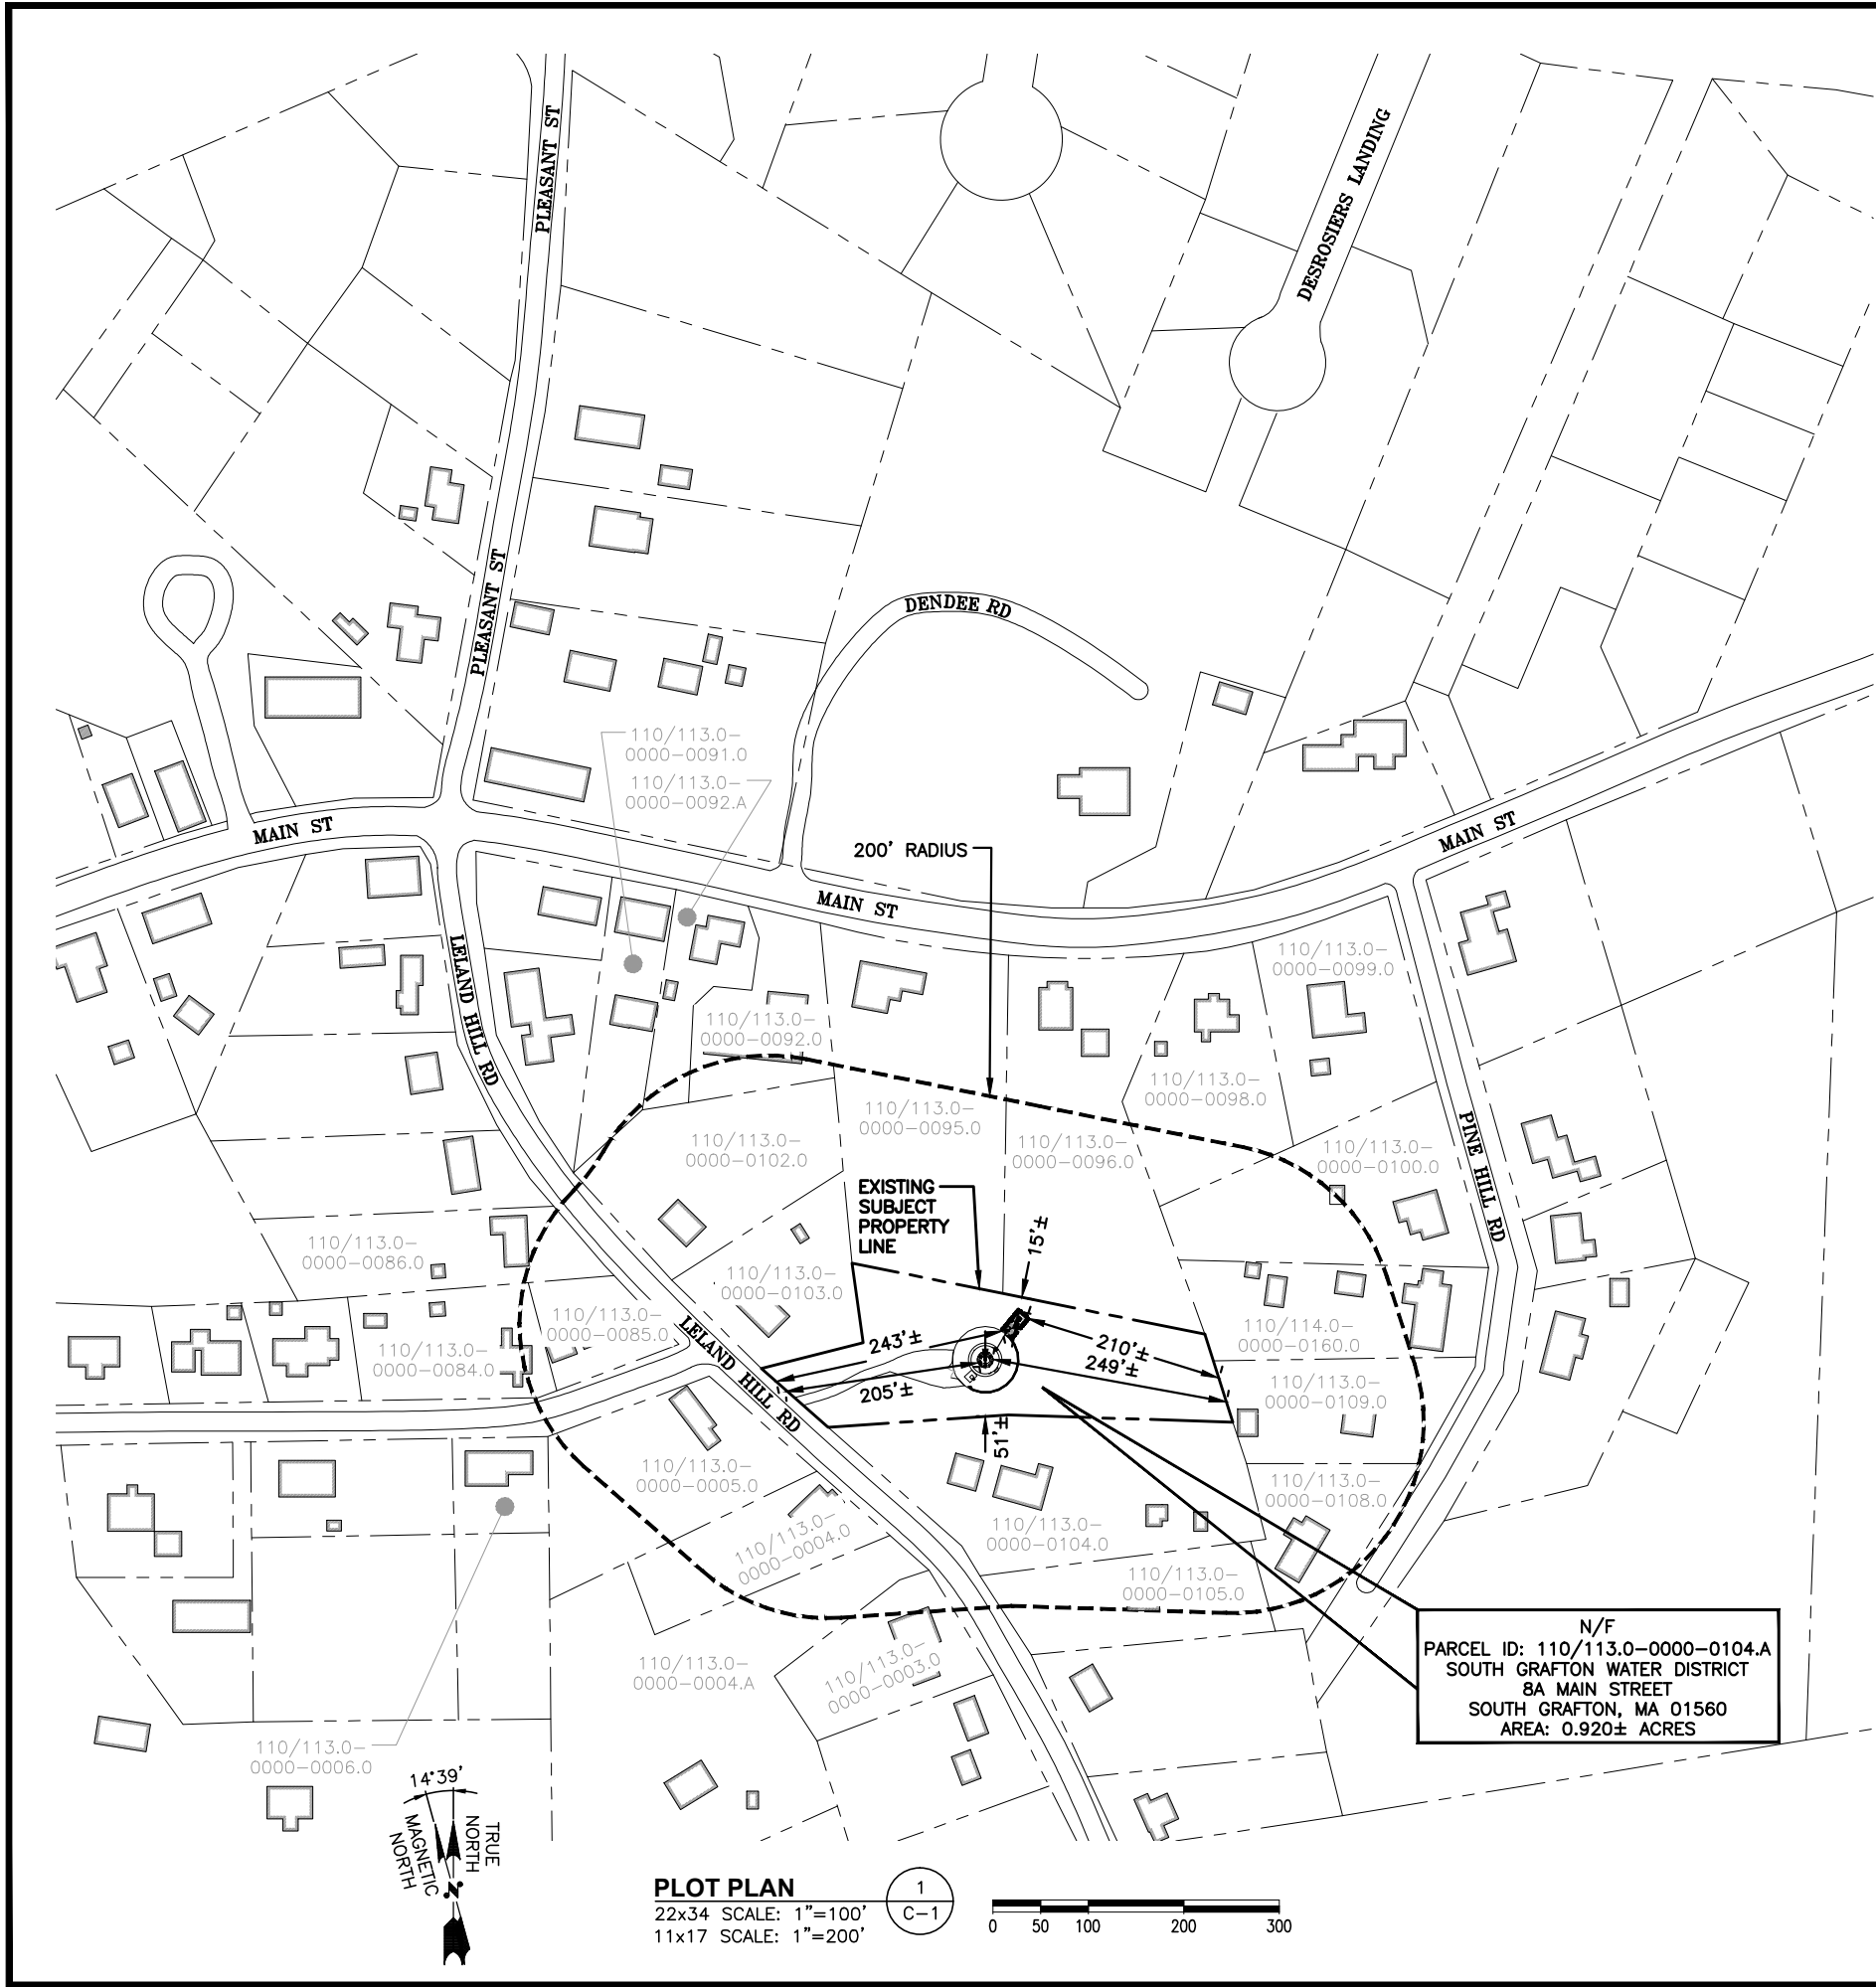 PLEASANT ST
DESROSIERS LANDING
PLEASANT ST
DENDEE RD
110/113.0-
0000-0091.0
110/113.0-
0000-0092.A
MAIN ST
MAIN ST
200' RADIUS
MAIN ST
LELAND HILL RD
110/113.0-
0000-0099.0
110/113.0-
0000-0092.0
110/113.0-
0000-0098.0
110/113.0-
0000-0095.0
110/113.0-
0000-0102.0
110/113.0-
0000-0096.0
110/113.0-
0000-0100.0
PINE HILL RD
EXISTING
SUBJECT
PROPERTY
LINE
15'±
110/113.0-
0000-0086.0
110/113.0-
0000-0103.0
110/113.0-
0000-0085.0
110/114.0-
0000-0160.0
110/113.0-
0000-0084.0
LELAND HILL RD
243'±
210'±
249'±
205'±
110/113.0-
0000-0109.0
51'±
110/113.0-
0000-0005.0
110/113.0-
0000-0108.0
110/113.0-
0000-0004.0
110/113.0-
0000-0104.0
110/113.0-
0000-0105.0
110/113.0-
0000-0004.A
110/113.0-
0000-0003.0
N/F
PARCEL ID: 110/113.0-0000-0104.A
SOUTH GRAFTON WATER DISTRICT
8A MAIN STREET
SOUTH GRAFTON, MA 01560
AREA: 0.920± ACRES
110/113.0-
0000-0006.0
14°39'
TRUE
NORTH
MAGNETIC
NORTH
N
PLOT PLAN
22x34 SCALE: 1"=100'
11x17 SCALE: 1"=200'
1
C-1
0 50 100 200 300